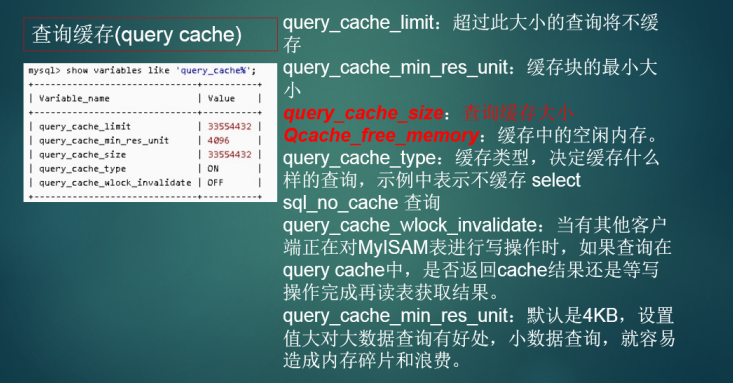 查询缓存(query cache)
mysql> show variables like 'query_cache%';
+------------------------------+----------+
| Variable_name | Value |
+------------------------------+----------+
| query_cache_limit | 33554432 |
| query_cache_min_res_unit | 4096 |
| query_cache_size | 33554432 |
| query_cache_type | ON |
| query_cache_wlock_invalidate | OFF |
+------------------------------+----------+
query_cache_limit：超过此大小的查询将不缓
存
query_cache_min_res_unit：缓存块的最小大
小
query_cache_size：查询缓存大小
Qcache_free_memory：缓存中的空闲内存。
query_cache_type：缓存类型，决定缓存什么
样的查询，示例中表示不缓存 select
sql_no_cache 查询
query_cache_wlock_invalidate：当有其他客户
端正在对MyISAM表进行写操作时，如果查询在
query cache中，是否返回cache结果还是等写
操作完成再读表获取结果。
query_cache_min_res_unit：默认是4KB，设置
值大对大数据查询有好处，小数据查询，就容易
造成内存碎片和浪费。